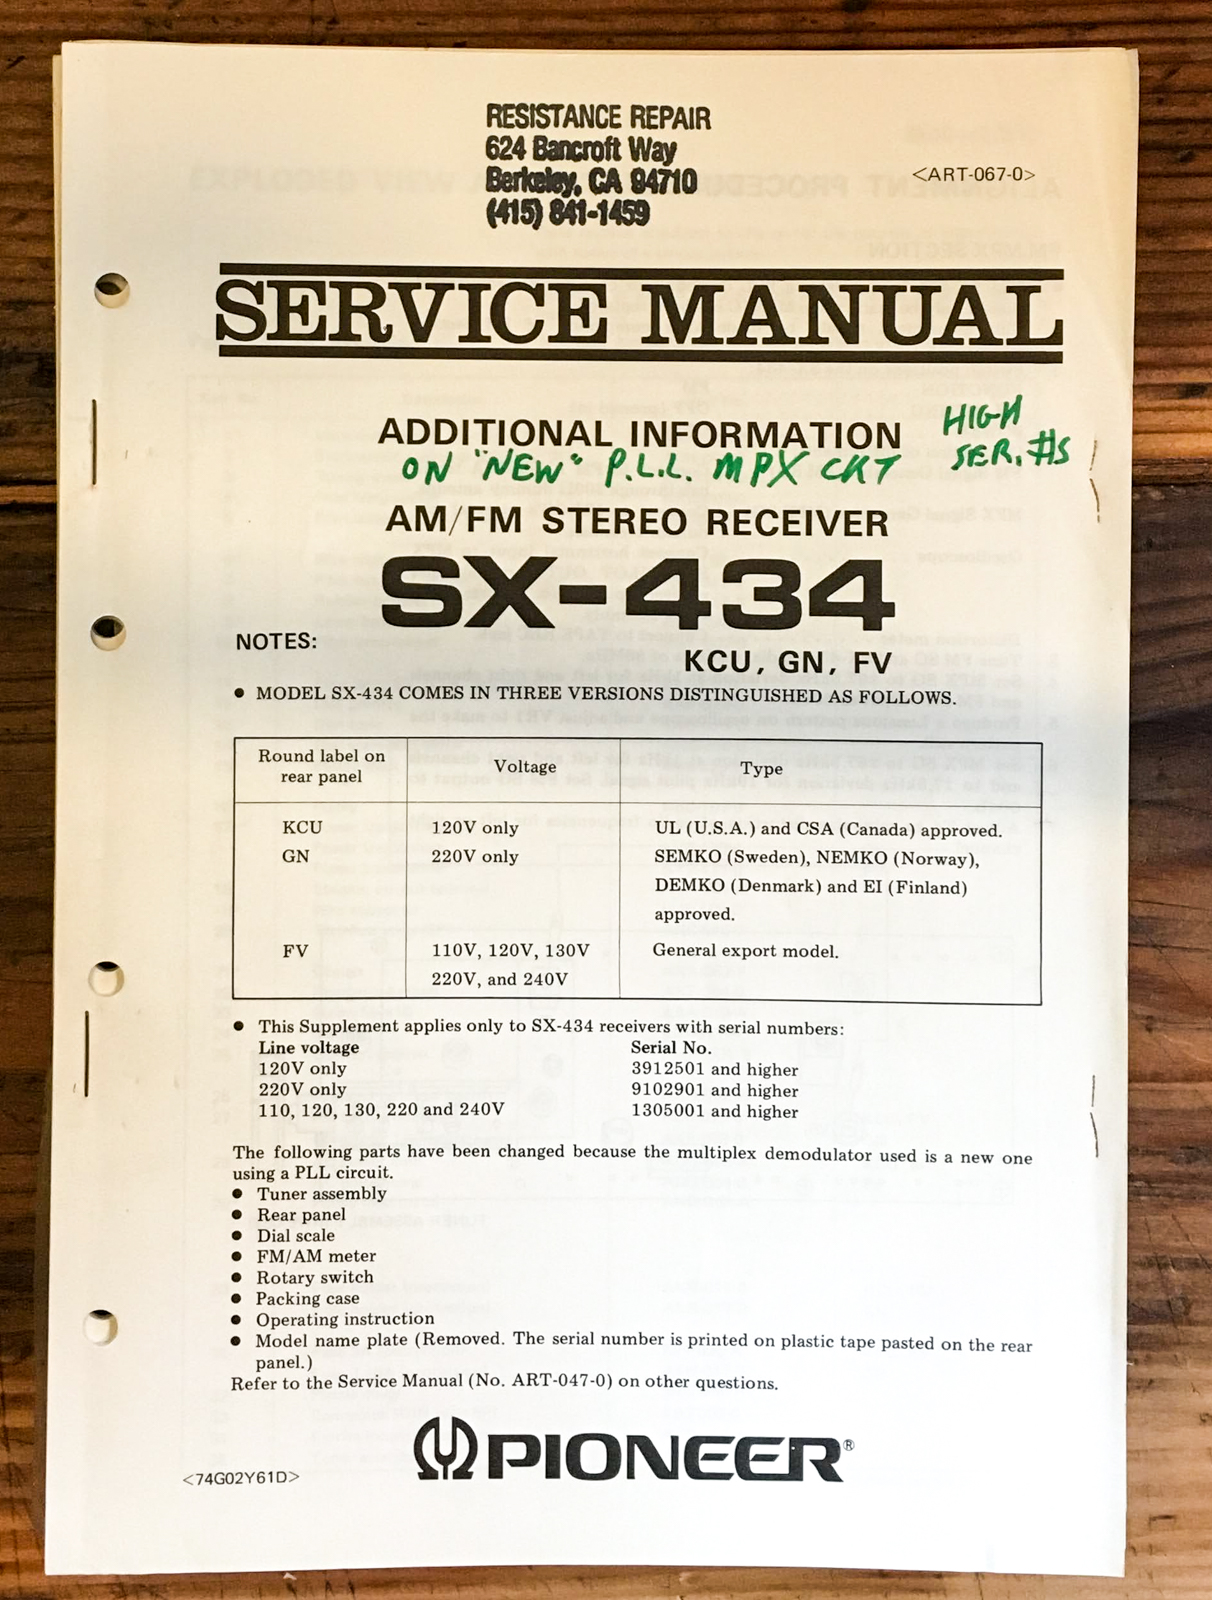 RESISTANCE REPAIR
624 Bancroft Way
Berkeley, CA 94710
(415) 841-1459
<ART-067-0>
SERVICE MANUAL
ADDITIONAL INFORMATION
HIGH
SER. #S
ON "NEW" P.L.L. MPX CKT
AM/FM STEREO RECEIVER
SX-434
NOTES:
KCU, GN, FV
● MODEL SX-434 COMES IN THREE VERSIONS DISTINGUISHED AS FOLLOWS.
Round label on rear panel Voltage Type
KCU 120V only UL (U.S.A.) and CSA (Canada) approved.
GN 220V only SEMKO (Sweden), NEMKO (Norway),
DEMKO (Denmark) and EI (Finland)
approved.
FV 110V, 120V, 130V General export model.
220V, and 240V
● This Supplement applies only to SX-434 receivers with serial numbers:
Line voltage Serial No.
120V only 3912501 and higher
220V only 9102901 and higher
110, 120, 130, 220 and 240V 1305001 and higher
The following parts have been changed because the multiplex demodulator used is a new one
using a PLL circuit.
● Tuner assembly
● Rear panel
● Dial scale
● FM/AM meter
● Rotary switch
● Packing case
● Operating instruction
● Model name plate (Removed. The serial number is printed on plastic tape pasted on the rear
panel.)
Refer to the Service Manual (No. ART-047-0) on other questions.
PIONEER®
<74G02Y61D>